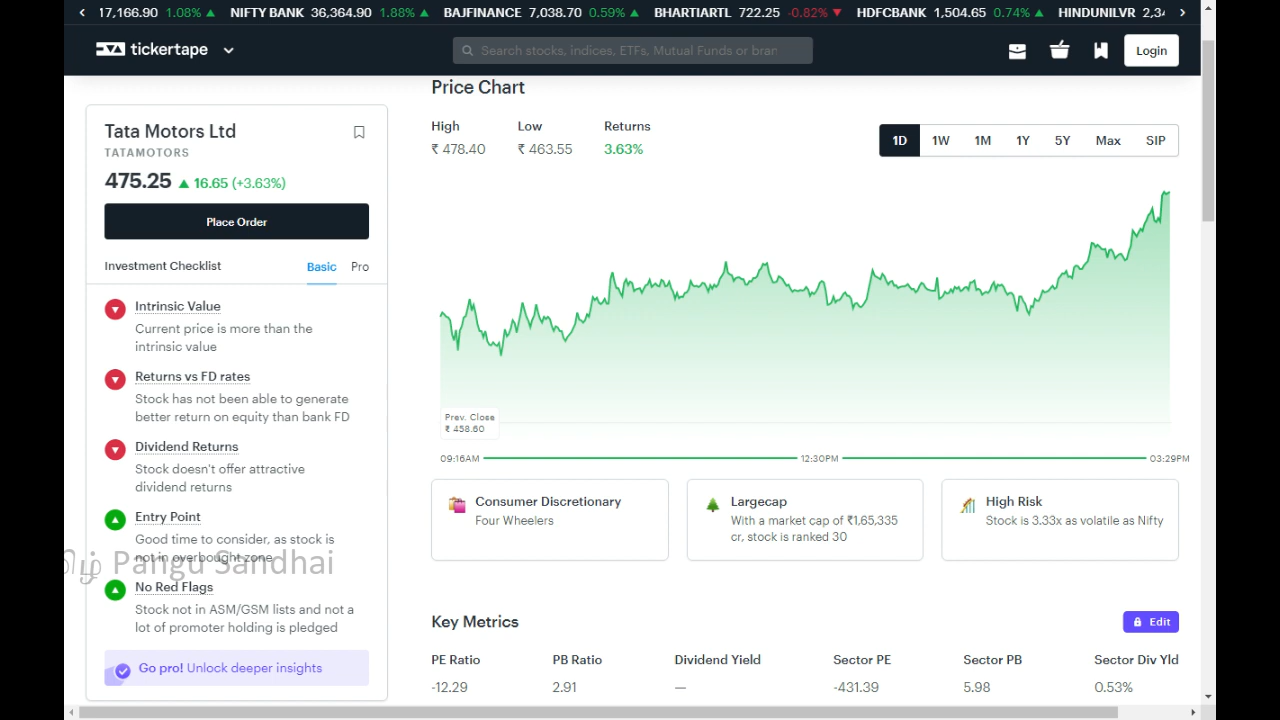 17,166.90 1.08% NIFTY BANK 36,364.90 1.88% BAJFINANCE 7,038.70 0.59% BHARTIARTL 722.25 -0.82% HDFCBANK 1,504.65 0.74% HINDUNILVR
tickertape Search stocks, indices, ETFs, Mutual Funds or Login
Price Chart
Tata Motors Ltd
TATAMOTORS
475.25 16.65 (+3.63%)
Place Order
Investment Checklist Basic Pro
Intrinsic Value
Current price is more than the
intrinsic value
Returns vs FD rates
Stock has not been able to generate
better return on equity than bank FD
Dividend Returns
Stock doesn't offer attractive
dividend returns
Entry Point
Good time to consider, as stock is
not in overbought zone
Pangu Sandhai
No Red Flags
Stock not in ASM/GSM lists and not a
lot of promoter holding is pledged
Go pro! Unlock deeper insights
High Low Returns
₹ 478.40 ₹ 463.55 3.63%
1D 1W 1M 1Y 5Y Max SIP
Prev. Close
₹ 458.60
09:16AM 12:30PM 03:29PM
Consumer Discretionary
Four Wheelers
Largecap
With a market cap of ₹1,65,335
cr, stock is ranked 30
High Risk
Stock is 3.33x as volatile as Nifty
Key Metrics Edit
PE Ratio PB Ratio Dividend Yield Sector PE Sector PB Sector Div Yld
-12.29 2.91 — -431.39 5.98 0.53%